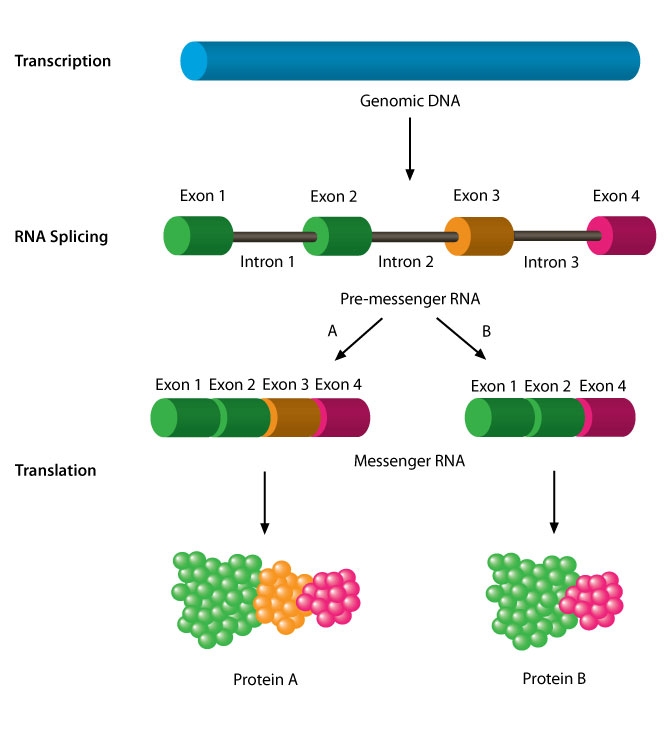 Transcription
Genomic DNA
Exon 1 Exon 2 Exon 3 Exon 4
RNA Splicing
Intron 1 Intron 2 Intron 3
Pre-messenger RNA
A B
Exon 1 Exon 2 Exon 3 Exon 4 Exon 1 Exon 2 Exon 4
Messenger RNA
Translation
Protein A Protein B